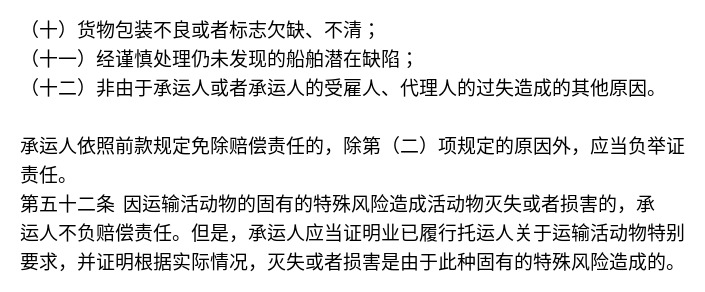 （十）货物包装不良或者标志欠缺、不清；
（十一）经谨慎处理仍未发现的船舶潜在缺陷；
（十二）非由于承运人或者承运人的受雇人、代理人的过失造成的其他原因。
承运人依照前款规定免除赔偿责任的，除第（二）项规定的原因外，应当负举证
责任。
第五十二条 因运输活动物的固有的特殊风险造成活动物灭失或者损害的，承
运人不负赔偿责任。但是，承运人应当证明业已履行托运人关于运输活动物特别
要求，并证明根据实际情况，灭失或者损害是由于此种固有的特殊风险造成的。